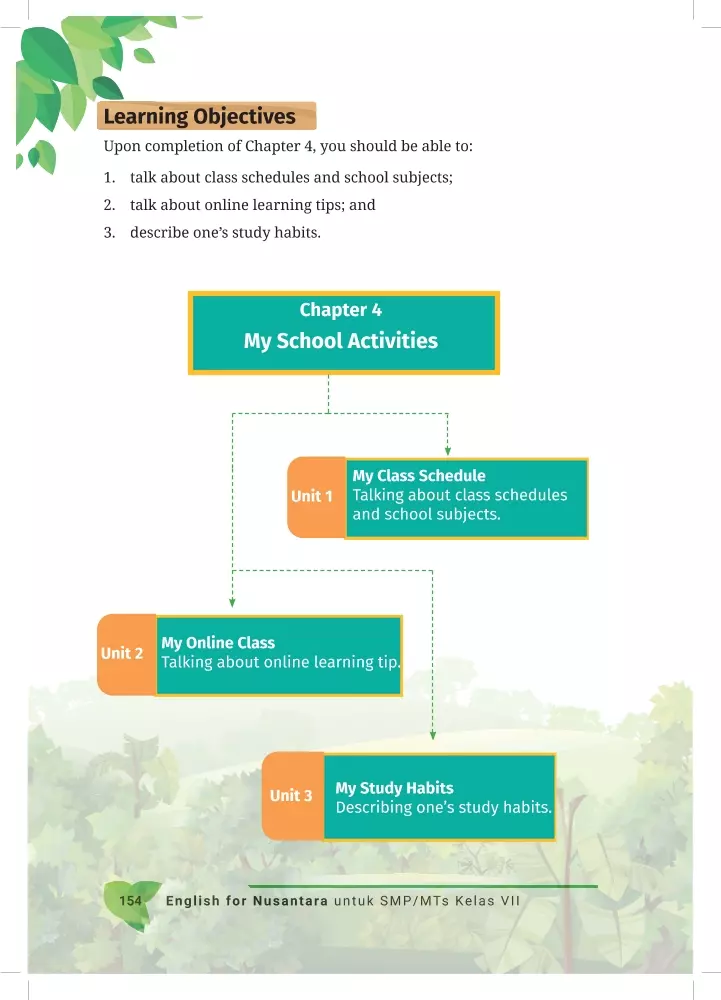 Learning Objectives
Upon completion of Chapter 4, you should be able to:
1. talk about class schedules and school subjects;
2. talk about online learning tips; and
3. describe one’s study habits.
Chapter 4
My School Activities
Unit 1
My Class Schedule
Talking about class schedules
and school subjects.
Unit 2
My Online Class
Talking about online learning tip.
Unit 3
My Study Habits
Describing one’s study habits.
154 English for Nusantara untuk SMP/MTs Kelas VII